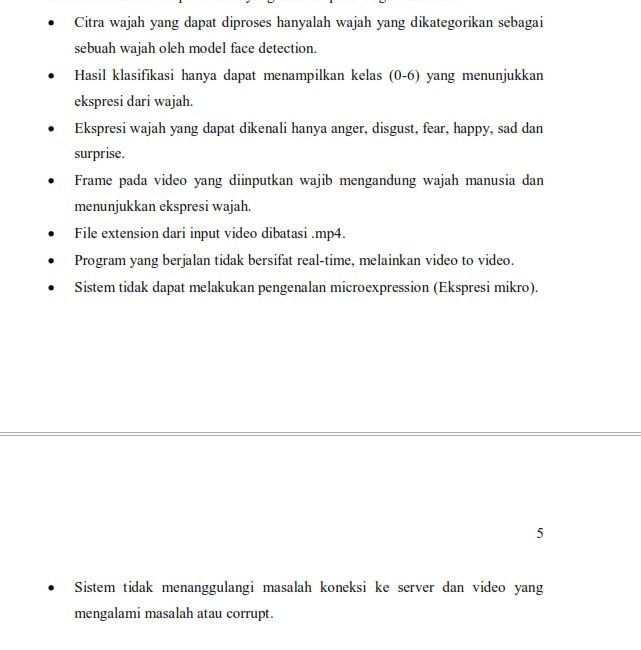 • Citra wajah yang dapat diproses hanyalah wajah yang dikategorikan sebagai
sebuah wajah oleh model face detection.
• Hasil klasifikasi hanya dapat menampilkan kelas (0-6) yang menunjukkan
ekspresi dari wajah.
• Ekspresi wajah yang dapat dikenali hanya anger, disgust, fear, happy, sad dan
surprise.
• Frame pada video yang diinputkan wajib mengandung wajah manusia dan
menunjukkan ekspresi wajah.
• File extension dari input video dibatasi .mp4.
• Program yang berjalan tidak bersifat real-time, melainkan video to video.
• Sistem tidak dapat melakukan pengenalan microexpression (Ekspresi mikro).
5
• Sistem tidak menanggulangi masalah koneksi ke server dan video yang
mengalami masalah atau corrupt.